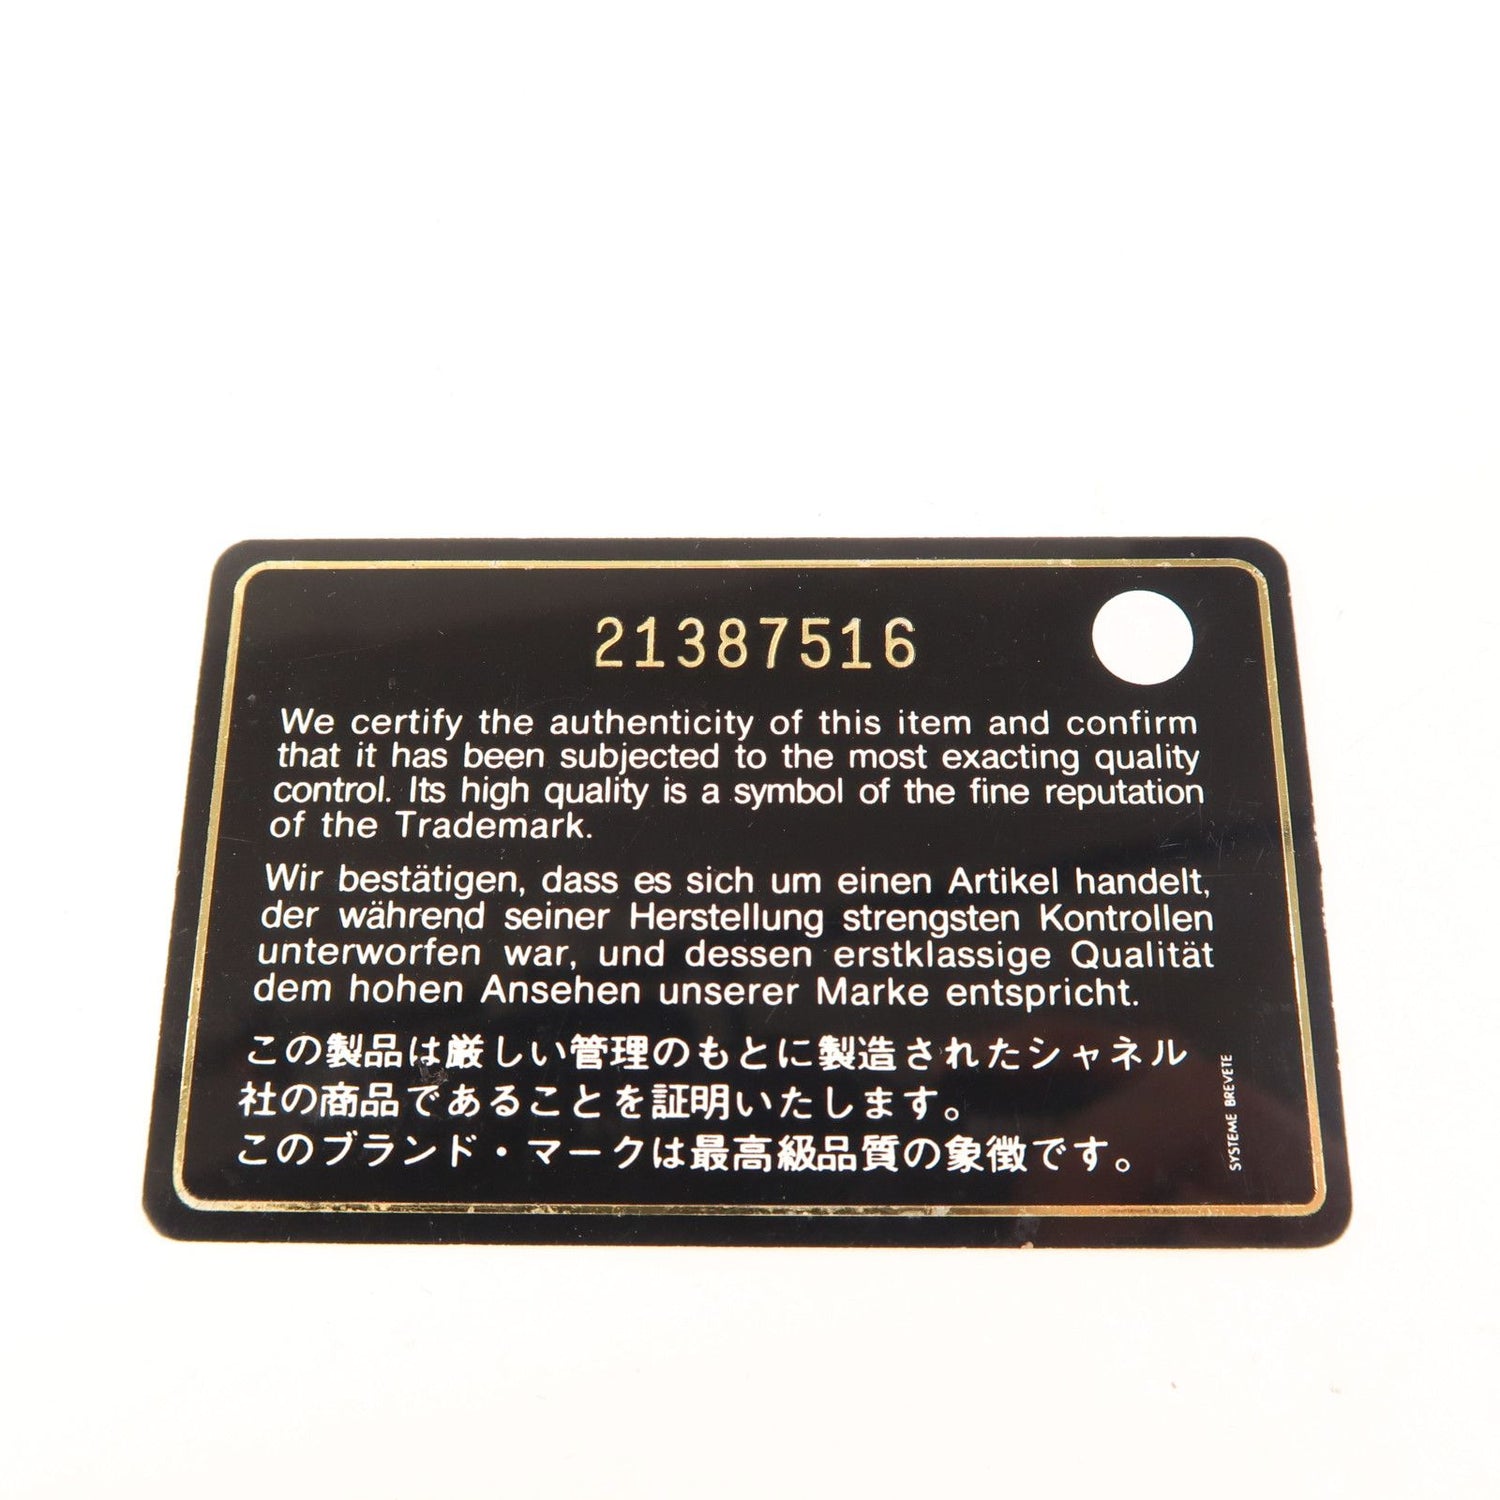 21387516
We certify the authenticity of this item and confirm
that it has been subjected to the most exacting quality
control. Its high quality is a symbol of the fine reputation
of the Trademark.
Wir bestätigen, dass es sich um einen Artikel handelt,
der während seiner Herstellung strengsten Kontrollen
unterworfen war, und dessen erstklassige Qualität
dem hohen Ansehen unserer Marke entspricht.
この製品は厳しい管理のもとに製造されたシャネル
社の商品であることを証明いたします。
このブランド・マークは最高級品質の象徴です。
SYSTEME BREVETE